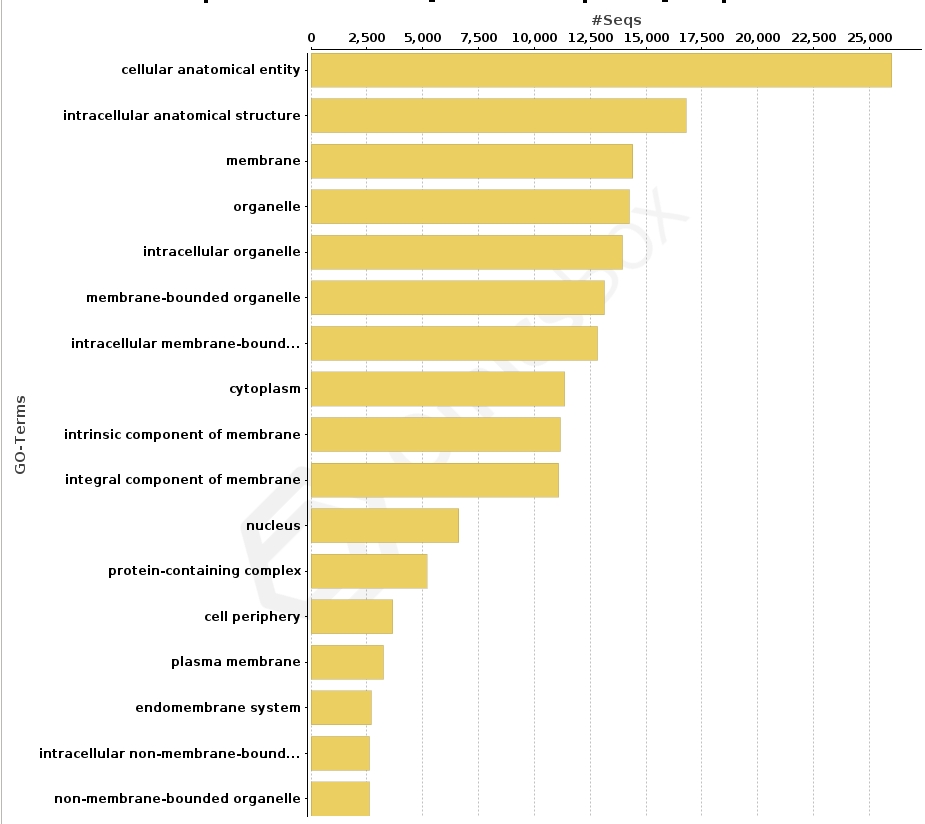 #Seqs
0 2,500 5,000 7,500 10,000 12,500 15,000 17,500 20,000 22,500 25,000
cellular anatomical entity
intracellular anatomical structure
membrane
organelle
intracellular organelle
membrane-bounded organelle
intracellular membrane-bound...
cytoplasm
intrinsic component of membrane
integral component of membrane
nucleus
protein-containing complex
cell periphery
plasma membrane
endomembrane system
intracellular non-membrane-bound...
non-membrane-bounded organelle
GO-Terms
omicsbox